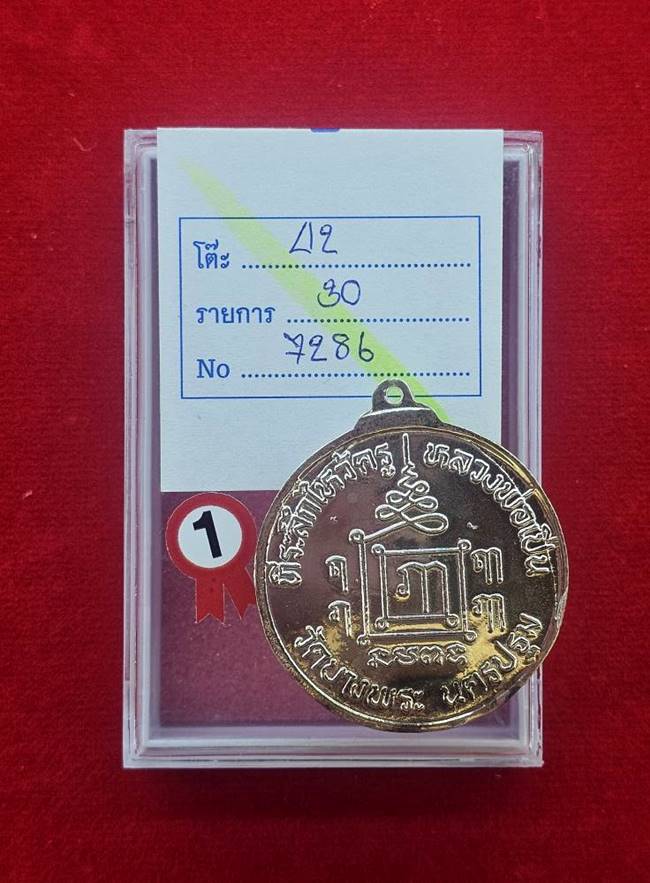 โต๊ะ 42
รายการ 30
No 7286
1
ที่ระลึกไหว้ครู หลวงพ่อเปิ่น
วัดบางพระ นครปฐม